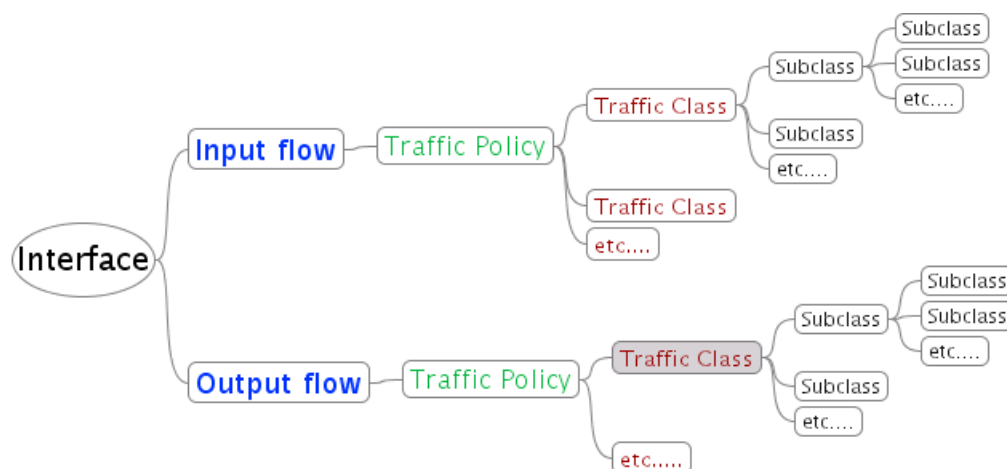 Subclass
Subclass
Subclass
etc....
Traffic Class
Subclass
Input flow
Traffic Policy
etc....
Traffic Class
etc....
Interface
Subclass
Subclass
Subclass
etc....
Traffic Class
Output flow
Traffic Policy
Subclass
etc....
etc.....